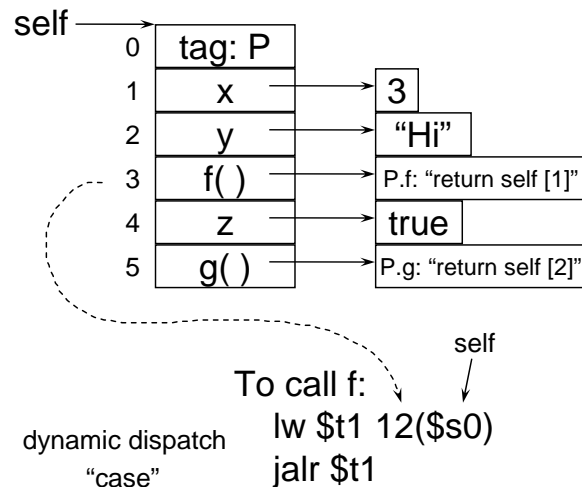 self
0 tag: P
1 x 3
2 y “Hi”
3 f( ) P.f: “return self [1]”
4 z true
5 g( ) P.g: “return self [2]”
self
To call f:
lw $t1 12($s0)
jalr $t1
dynamic dispatch
“case”